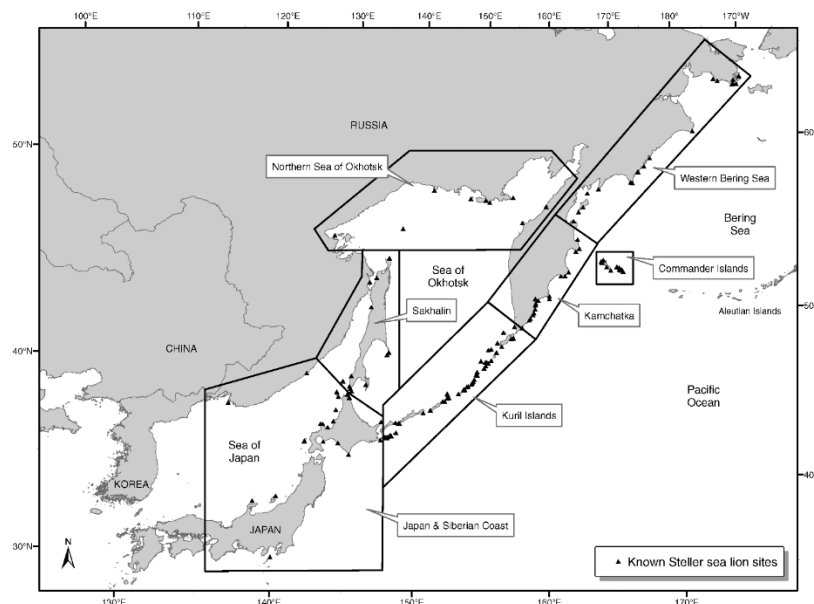 100°E
110°E
120°E
130°E
140°E
150°E
160°E
170°E
180°
170°W
50°N
RUSSIA
60°
Northern Sea of Okhotsk
Western Bering Sea
Bering
Sea
Commander Islands
Sea of
Okhotsk
Sakhalin
Kamchatka
Aleutian Islands
50°
CHINA
40°N
Pacific
Ocean
Kuril Islands
Sea of
Japan
KOREA
40°
JAPAN
Japan & Siberian Coast
30°N
N
Known Steller sea lion sites
130°E
140°E
150°E
160°E
170°E